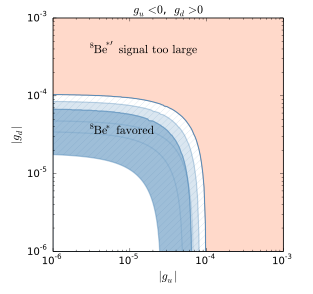 g_u <0,  g_d >0
10^-3
⁸Be*′ signal too large
10^-4
⁸Be* favored
|g_d|
10^-5
10^-6
10^-6 10^-5 10^-4 10^-3
|g_u|